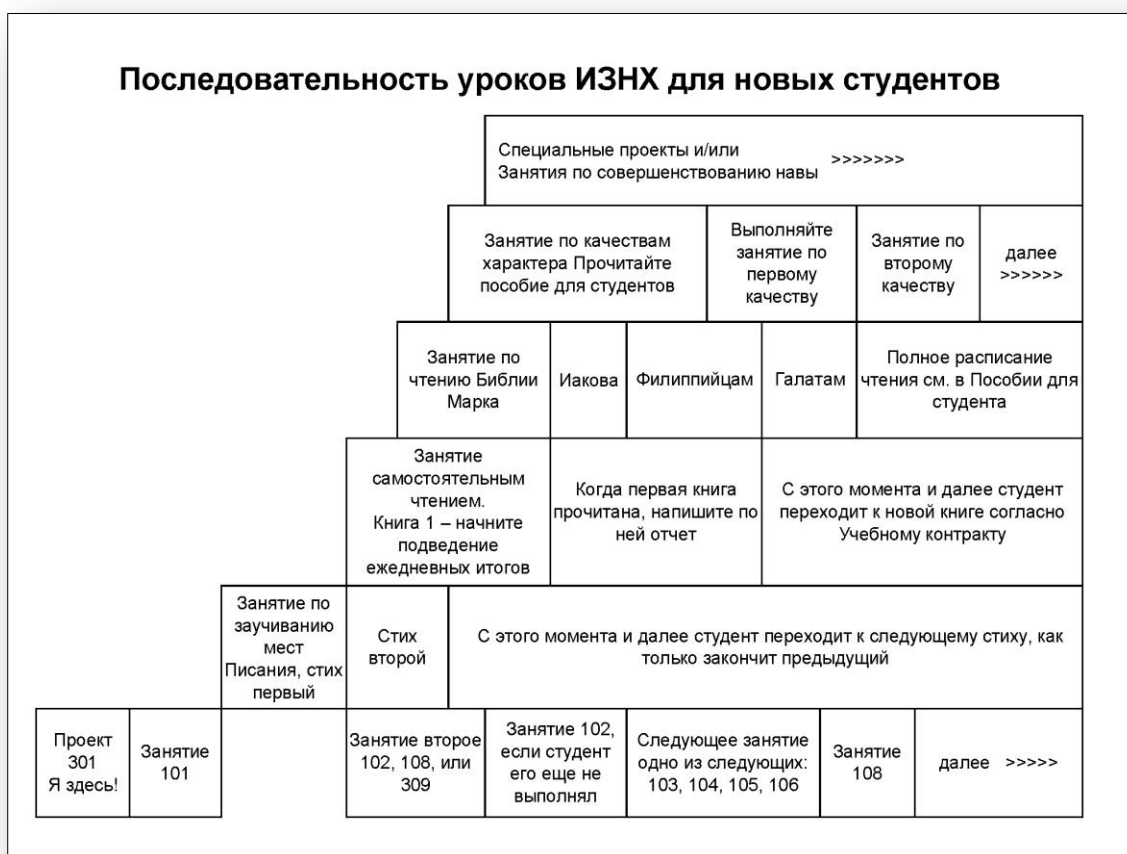 Последовательность уроков ИЗНХ для новых студентов
Специальные проекты и/или
Занятия по совершенствованию навы
>>>>>>>
Занятие по качествам
характера Прочитайте
пособие для студентов
Выполняйте
занятие по
первому
качеству
Занятие по
второму
качеству
далее
>>>>>>
Занятие по
чтению Библии
Марка
Иакова
Филиппийцам
Галатам
Полное расписание
чтения см. в Пособии для
студента
Занятие
самостоятельным
чтением.
Книга 1 – начните
подведение
ежедневных итогов
Когда первая книга
прочитана, напишите по
ней отчет
С этого момента и далее студент
переходит к новой книге согласно
Учебному контракту
Занятие по
заучиванию
мест
Писания, стих
первый
Стих
второй
С этого момента и далее студент переходит к следующему стиху, как
только закончит предыдущий
Проект
301
Я здесь!
Занятие
101
Занятие второе
102, 108, или
309
Занятие 102,
если студент
его еще не
выполнял
Следующее занятие
одно из следующих:
103, 104, 105, 106
Занятие
108
далее >>>>>